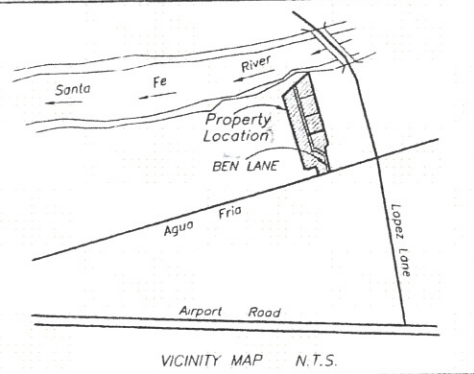 Santa Fe River
Property
Location
BEN LANE
Agua Fria
Lopez Lane
Airport Road
VICINITY MAP N.T.S.